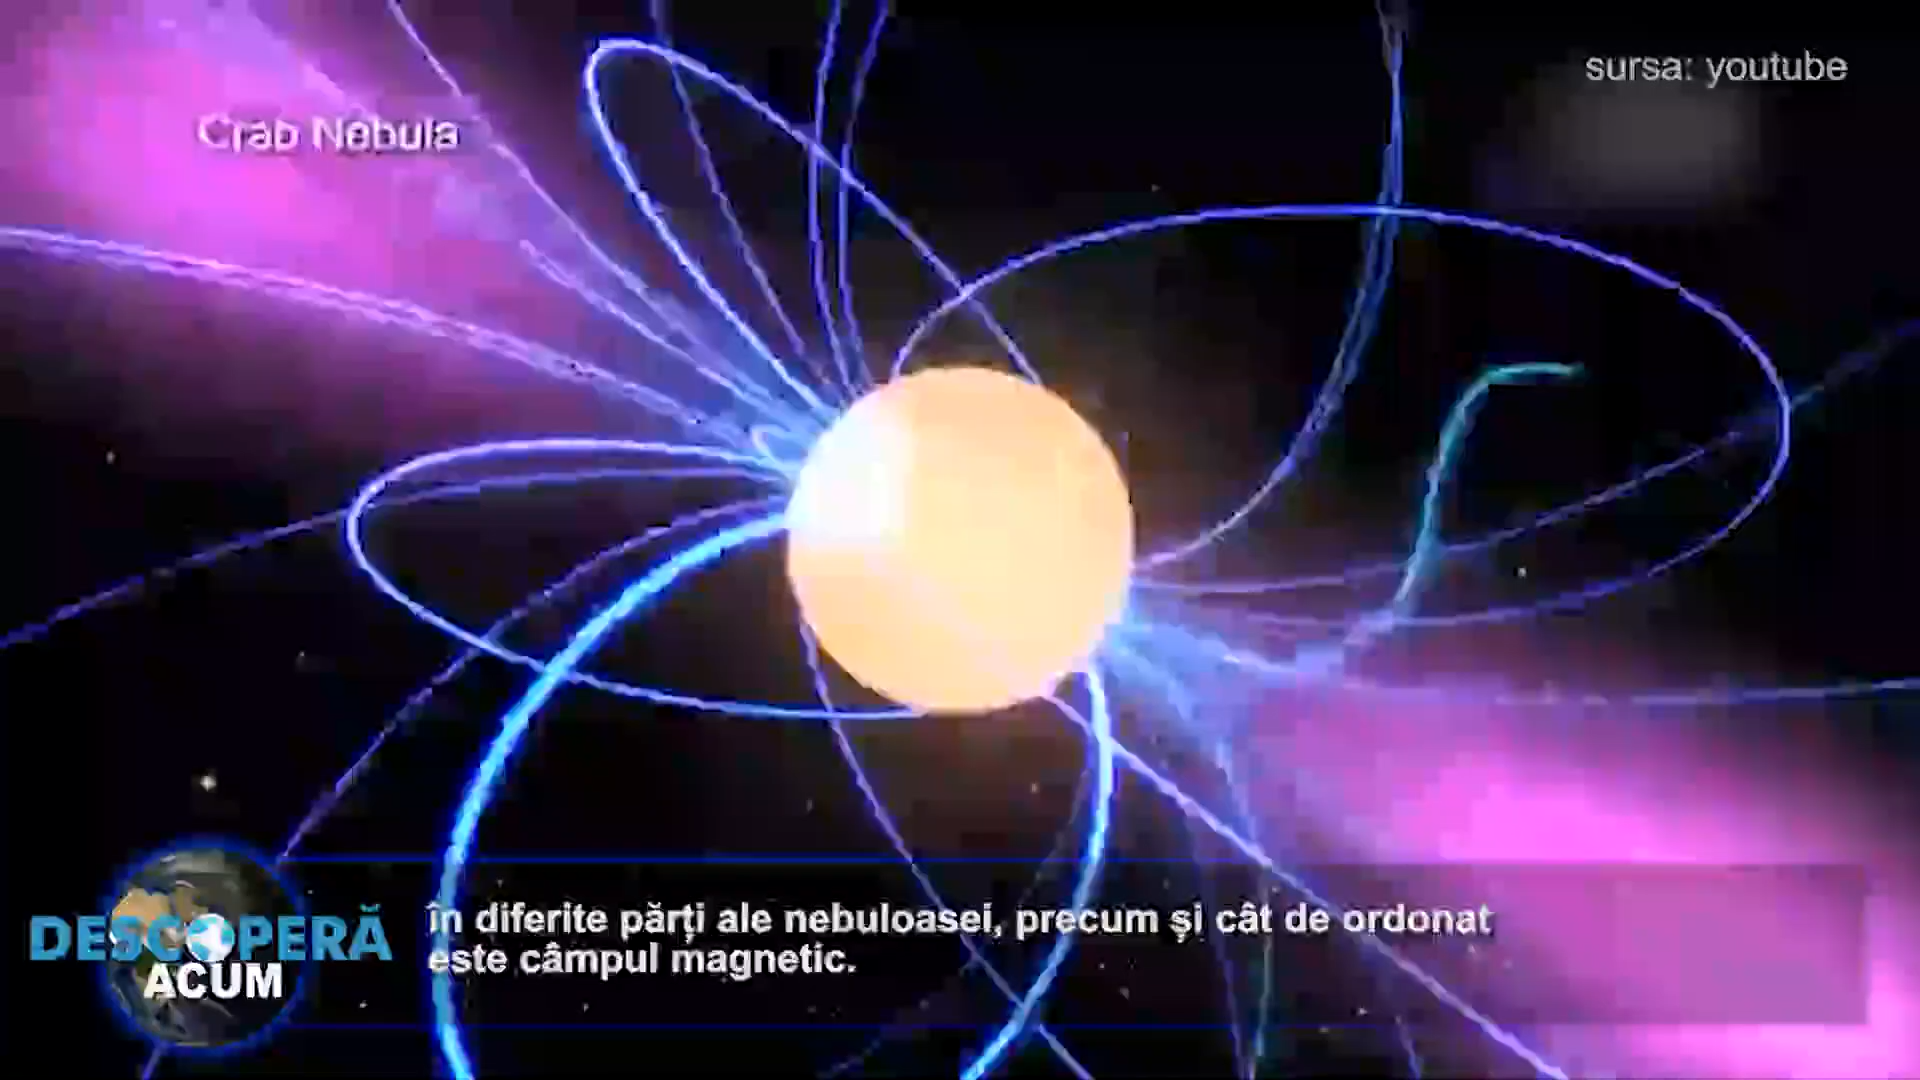 sursa: youtube
Crab Nebula
în diferite părți ale nebuloasei, precum și cât de ordonat
este câmpul magnetic.
DESCOPERĂ
ACUM